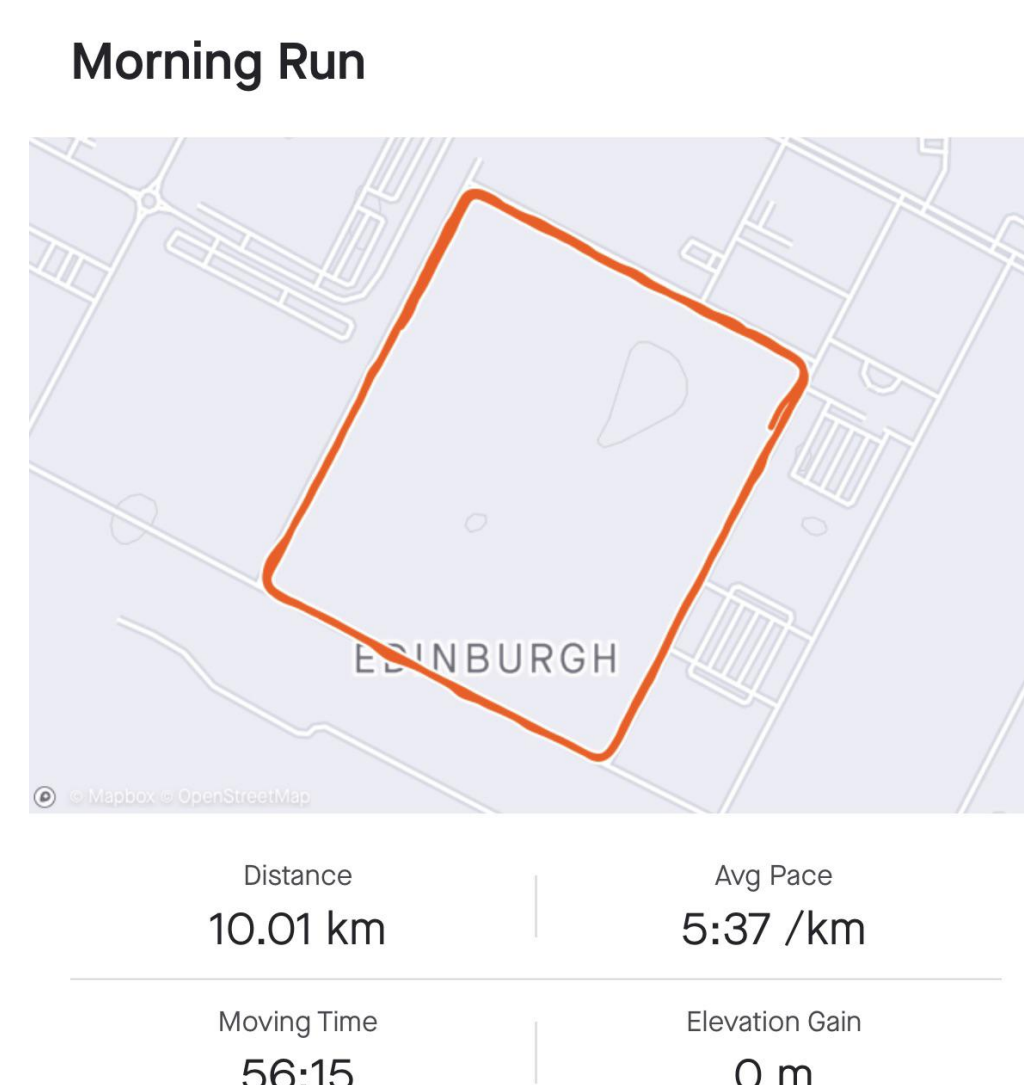 Morning Run
EDINBURGH
© Mapbox © OpenStreetMap
Distance
Avg Pace
10.01 km
5:37 /km
Moving Time
Elevation Gain
56:15
0 m